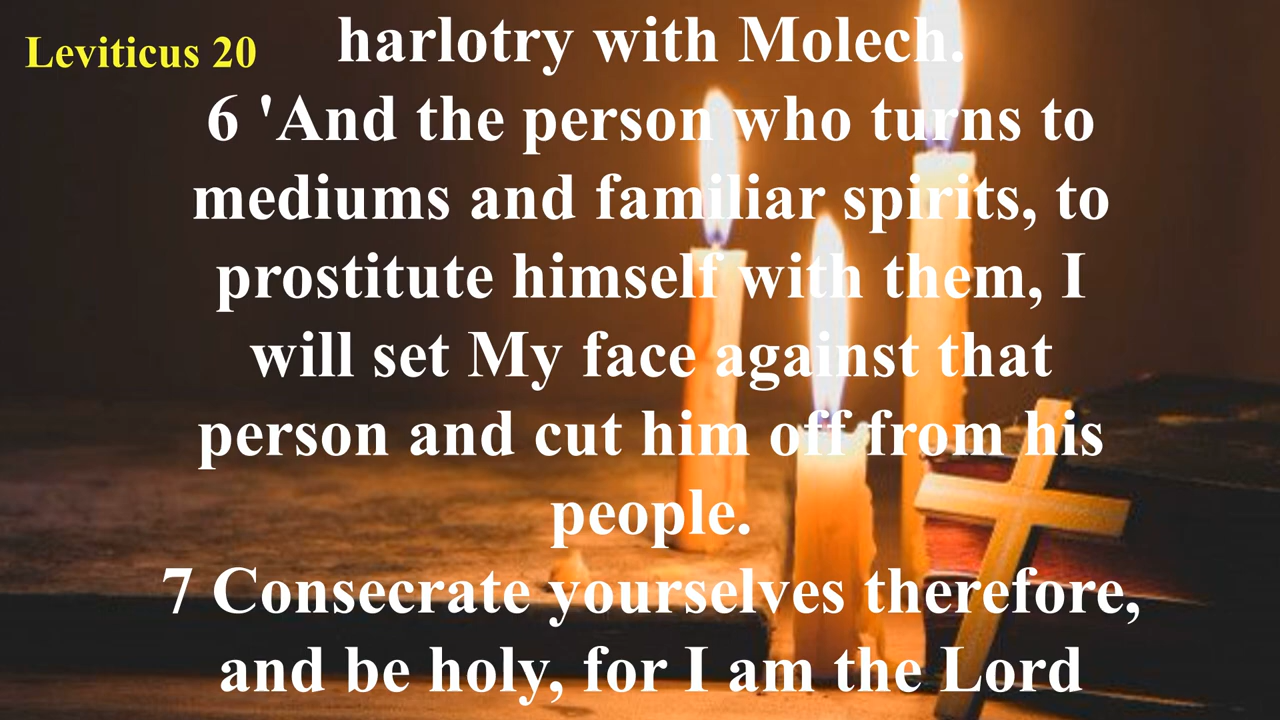 Leviticus 20
harlotry with Molech.
6 'And the person who turns to
mediums and familiar spirits, to
prostitute himself with them, I
will set My face against that
person and cut him off from his
people.
7 Consecrate yourselves therefore,
and be holy, for I am the Lord